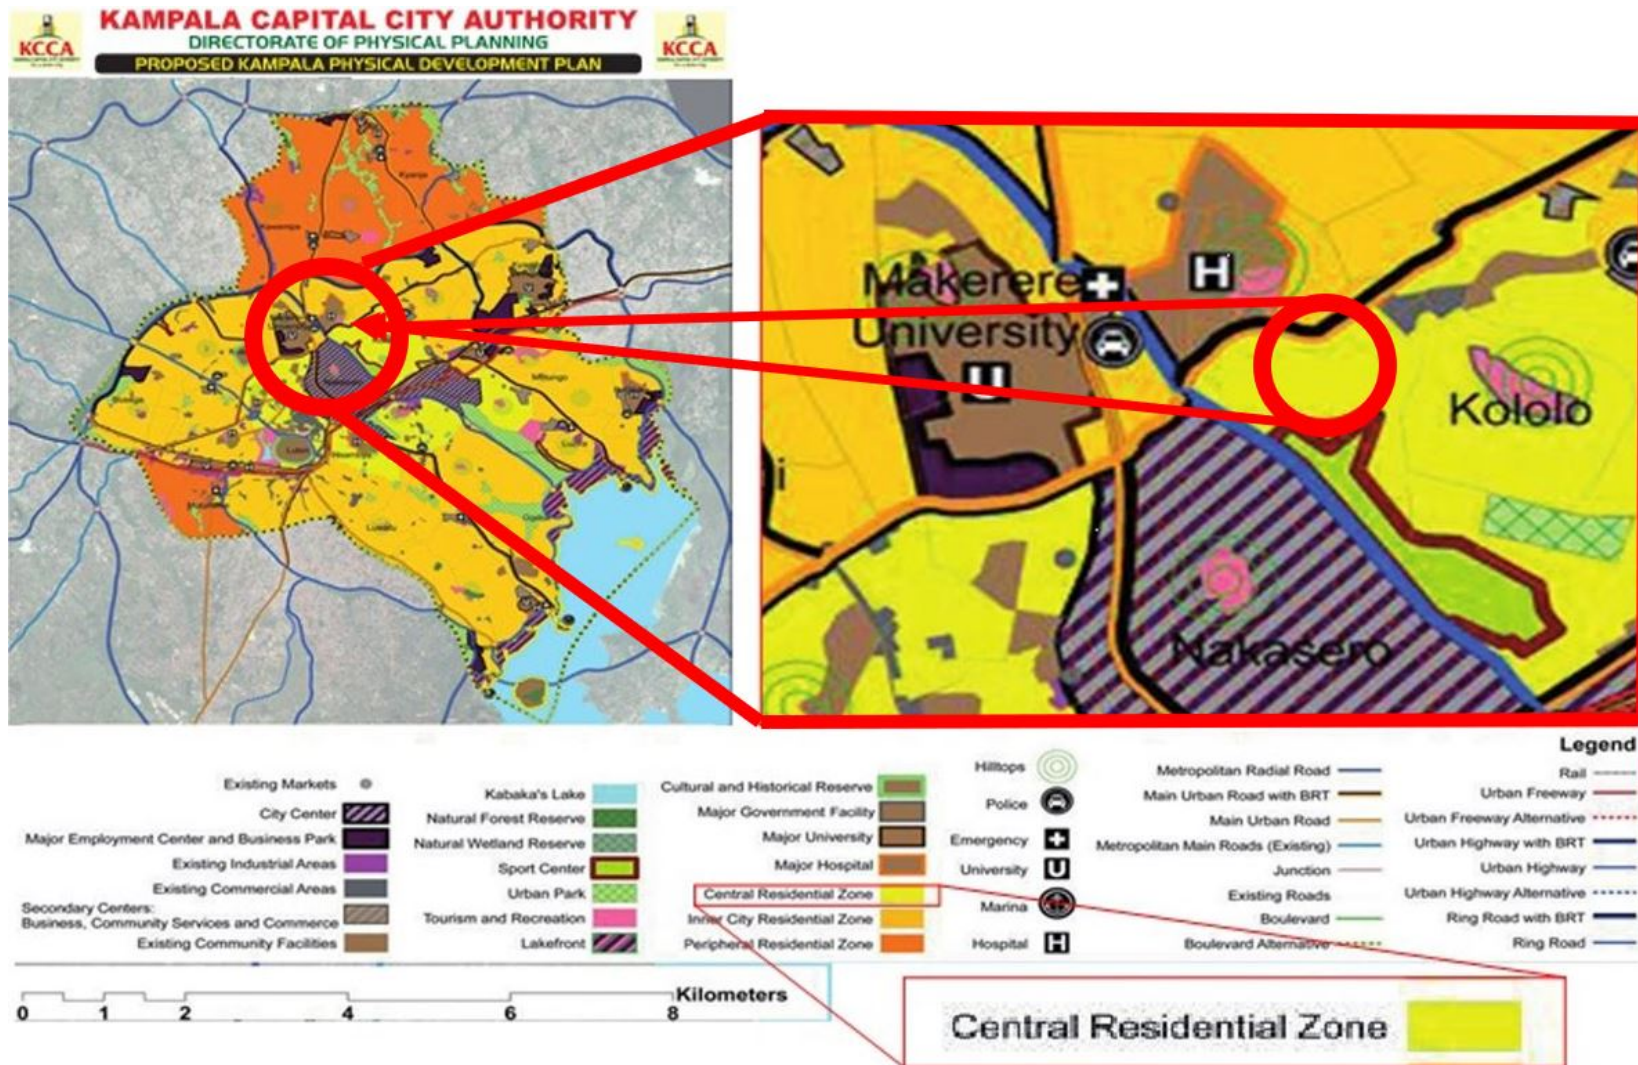 KCCA
KAMPALA CAPITAL CITY AUTHORITY
DIRECTORATE OF PHYSICAL PLANNING
PROPOSED KAMPALA PHYSICAL DEVELOPMENT PLAN
KCCA
Kyanja
Makerere
University
H
U
Kololo
Nakasero
Legend
Existing Markets
City Center
Major Employment Center and Business Park
Existing Industrial Areas
Existing Commercial Areas
Secondary Centers:
Business, Community Services and Commerce
Existing Community Facilities
Kabaka's Lake
Natural Forest Reserve
Natural Wetland Reserve
Sport Center
Urban Park
Tourism and Recreation
Lakefront
Cultural and Historical Reserve
Major Government Facility
Major University
Major Hospital
Central Residential Zone
Inner City Residential Zone
Peripheral Residential Zone
Hilltops
Police
Emergency
University U
Marina
Hospital H
Metropolitan Radial Road
Main Urban Road with BRT
Main Urban Road
Metropolitan Main Roads (Existing)
Junction
Existing Roads
Boulevard
Boulevard Alternative
Rail
Urban Freeway
Urban Freeway Alternative
Urban Highway with BRT
Urban Highway
Urban Highway Alternative
Ring Road with BRT
Ring Road
0 1 2 4 6 8 Kilometers
Central Residential Zone